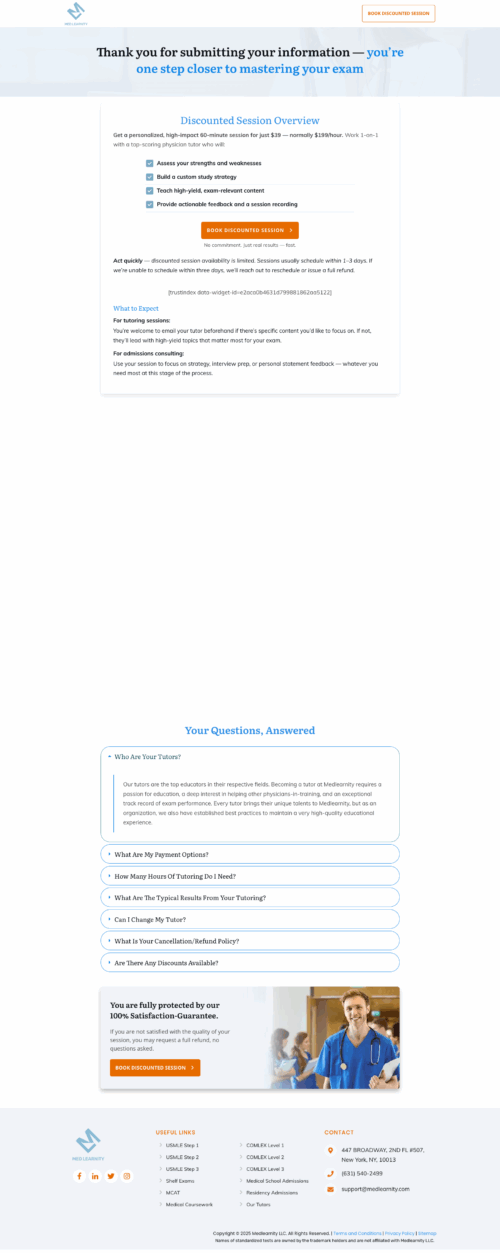 MED LEARNITY
BOOK DISCOUNTED SESSION
Thank you for submitting your information — you're
one step closer to mastering your exam
Discounted Session Overview
Get a personalized, high-impact 60-minute session for just $39 — normally $199/hour. Work 1-on-1
with a top-scoring physician tutor who will:
Assess your strengths and weaknesses
Build a custom study strategy
Teach high-yield, exam-relevant content
Provide actionable feedback and a session recording
BOOK DISCOUNTED SESSION
No commitment. Just real results — fast.
Act quickly — discounted session availability is limited. Sessions usually schedule within 1–3 days. If
we're unable to schedule within three days, we'll reach out to reschedule or issue a full refund.
What to Expect
For tutoring sessions:
You're welcome to email your tutor beforehand if there's specific content you'd like to focus on. If not,
they'll lead with high-yield topics that matter most for your exam.
For admissions consulting:
Use your session to focus on strategy, interview prep, or personal statement feedback — whatever you
need most at this stage of the process.
Your Questions, Answered
Who Are Your Tutors?
Our tutors are the top educators in their respective fields. Becoming a tutor at Medlearnity requires a
passion for education, a deep interest in helping other physicians-in-training, and an exceptional
track record of exam performance. Every tutor brings their unique talents to Medlearnity, but as an
organization, we also have established best practices to maintain a very high-quality educational
experience.
What Are My Payment Options?
How Many Hours Of Tutoring Do I Need?
What Are The Typical Results From Your Tutoring?
Can I Change My Tutor?
What Is Your Cancellation/Refund Policy?
Are There Any Discounts Available?
You are fully protected by our
100% Satisfaction-Guarantee.
If you are not satisfied with the quality of your
session, you may request a full refund, no
questions asked.
BOOK DISCOUNTED SESSION
MED LEARNITY
USEFUL LINKS
USMLE Step 1
USMLE Step 2
USMLE Step 3
Shelf Exams
MCAT
Medical Coursework
COMLEX Level 1
COMLEX Level 2
COMLEX Level 3
Medical School Admissions
Residency Admissions
Our Tutors
CONTACT
447 BROADWAY, 2ND FL #507,
New York, NY, 10013
(631) 540-2499
support@medlearnity.com
Copyright © 2025 Medlearnity LLC. All Rights Reserved. | Terms and Conditions | Privacy Policy | Sitemap
Names of standardized tests are owned by the trademark holders and are not affiliated with Medlearnity LLC.